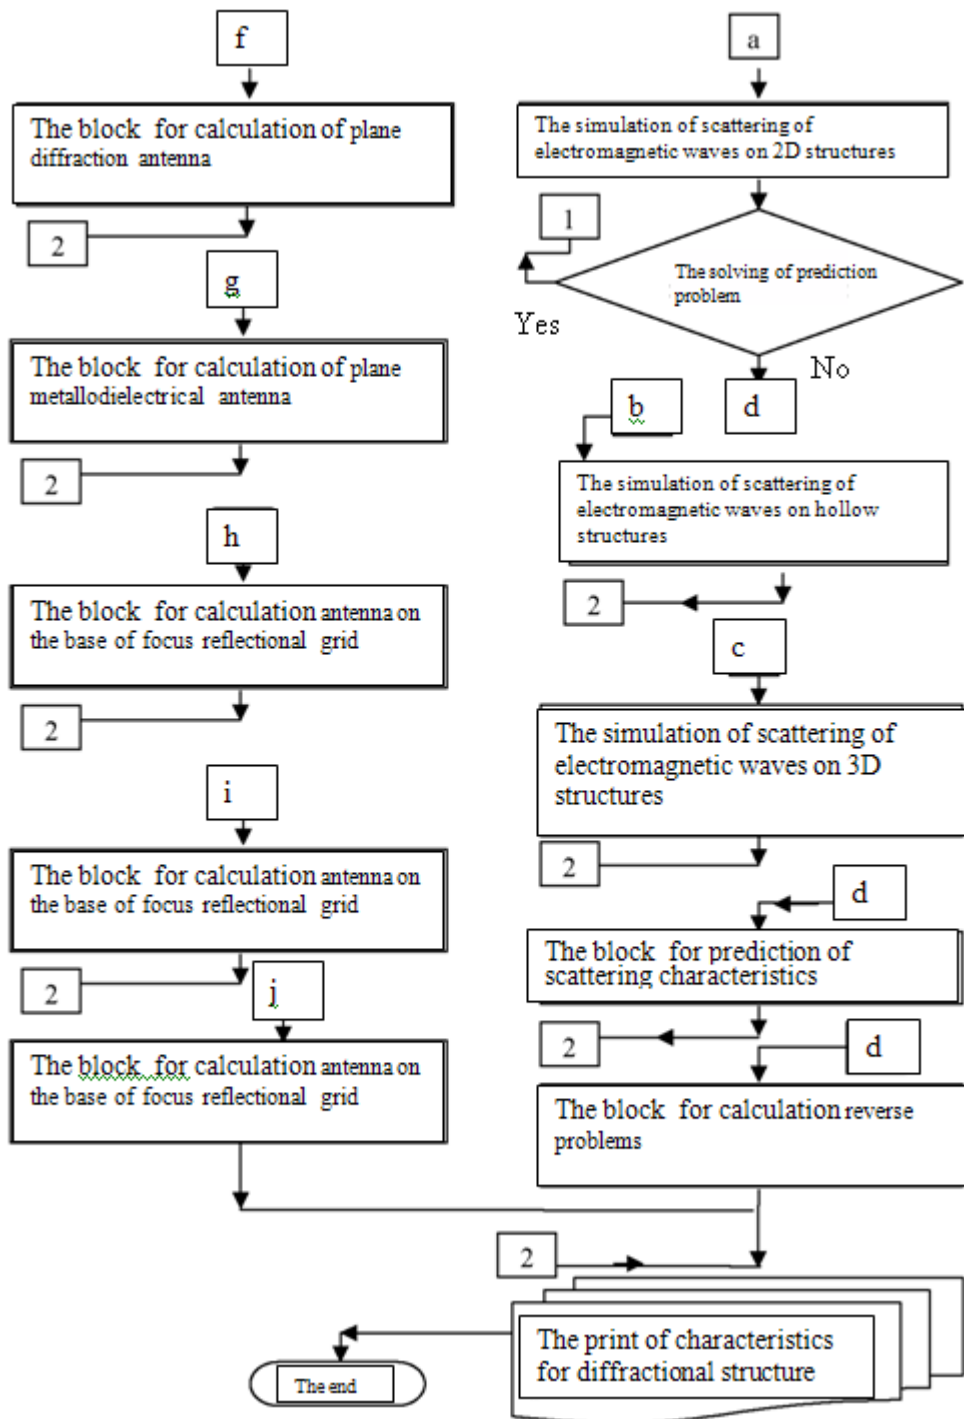 f
The block for calculation of plane
diffraction antenna
2
g
The block for calculation of plane
metallodielectrical antenna
2
h
The block for calculation antenna on
the base of focus reflectional grid
2
i
The block for calculation antenna on
the base of focus reflectional grid
2
j
The block for calculation antenna on
the base of focus reflectional grid
a
The simulation of scattering of
electromagnetic waves on 2D structures
1
The solving of prediction
problem
Yes
No
b
d
The simulation of scattering of
electromagnetic waves on hollow
structures
2
c
The simulation of scattering of
electromagnetic waves on 3D
structures
2
d
The block for prediction of
scattering characteristics
2
d
The block for calculation reverse
problems
2
The print of characteristics
for diffractional structure
The end